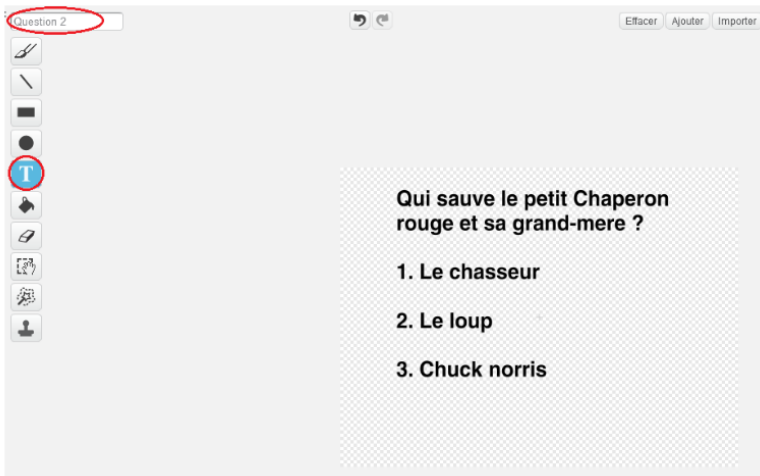 Question 2
Effacer Ajouter Importer
T
Qui sauve le petit Chaperon
rouge et sa grand-mere ?
1. Le chasseur
2. Le loup
3. Chuck norris